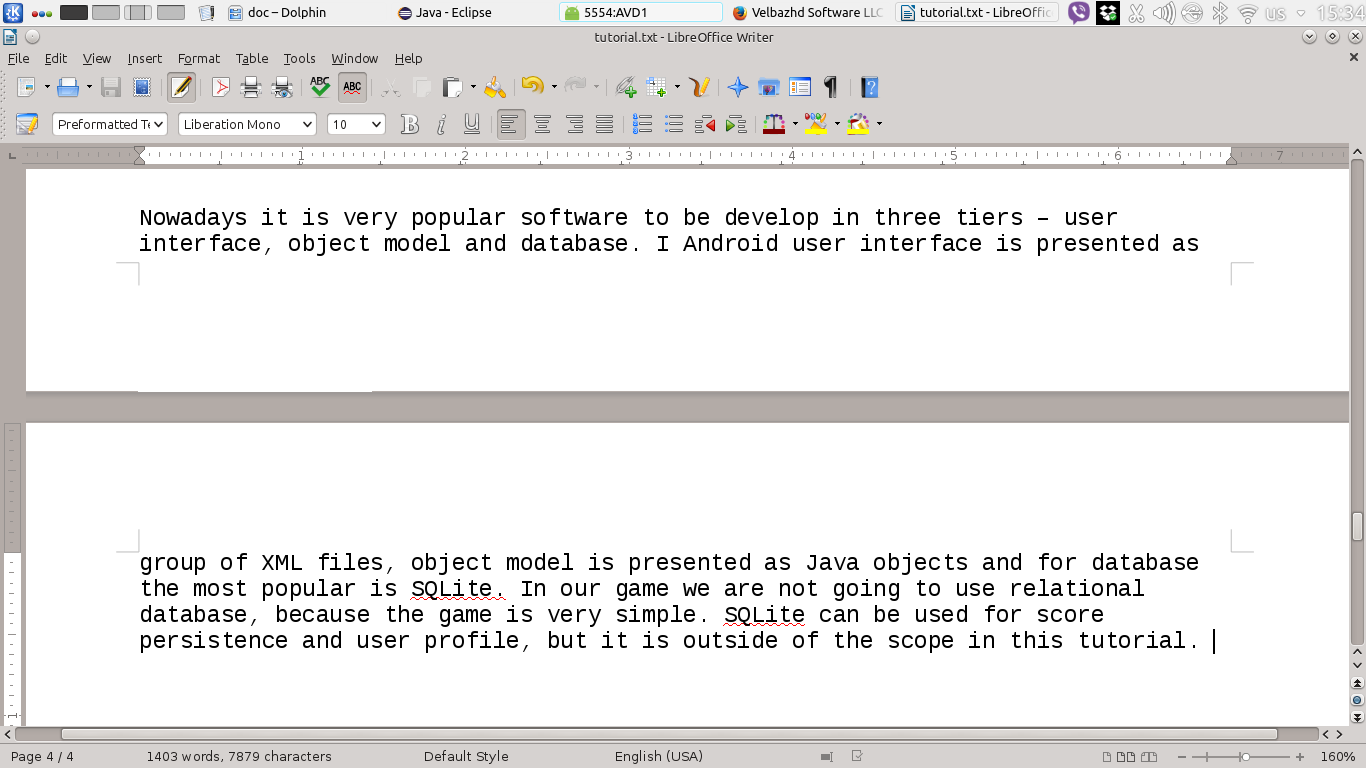 doc – Dolphin
Java - Eclipse
5554:AVD1
Velbazhd Software LLC
tutorial.txt - LibreOffic
us
15:34
tutorial.txt - LibreOffice Writer
File Edit View Insert Format Table Tools Window Help
ABC
ABC
Preformatted Te
Liberation Mono
10
1 2 3 4 5 6 7
Nowadays it is very popular software to be develop in three tiers – user
interface, object model and database. I Android user interface is presented as
group of XML files, object model is presented as Java objects and for database
the most popular is SQLite. In our game we are not going to use relational
database, because the game is very simple. SQLite can be used for score
persistence and user profile, but it is outside of the scope in this tutorial.
1
Page 4 / 4
1403 words, 7879 characters
Default Style
English (USA)
160%